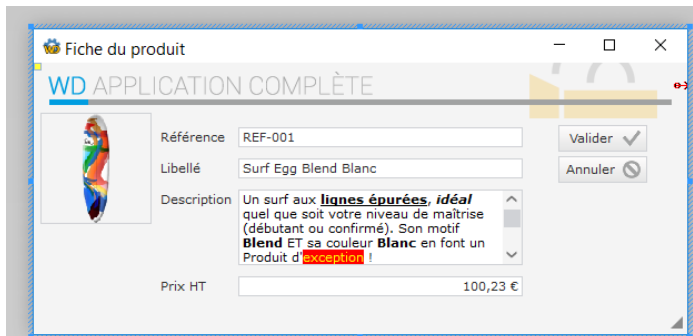 Fiche du produit
WD APPLICATION COMPLÈTE
Référence REF-001 Valider
Libellé Surf Egg Blend Blanc Annuler
Description Un surf aux lignes épurées, idéal
quel que soit votre niveau de maîtrise
(débutant ou confirmé). Son motif
Blend ET sa couleur Blanc en font un
Produit d'exception !
Prix HT 100,23 €